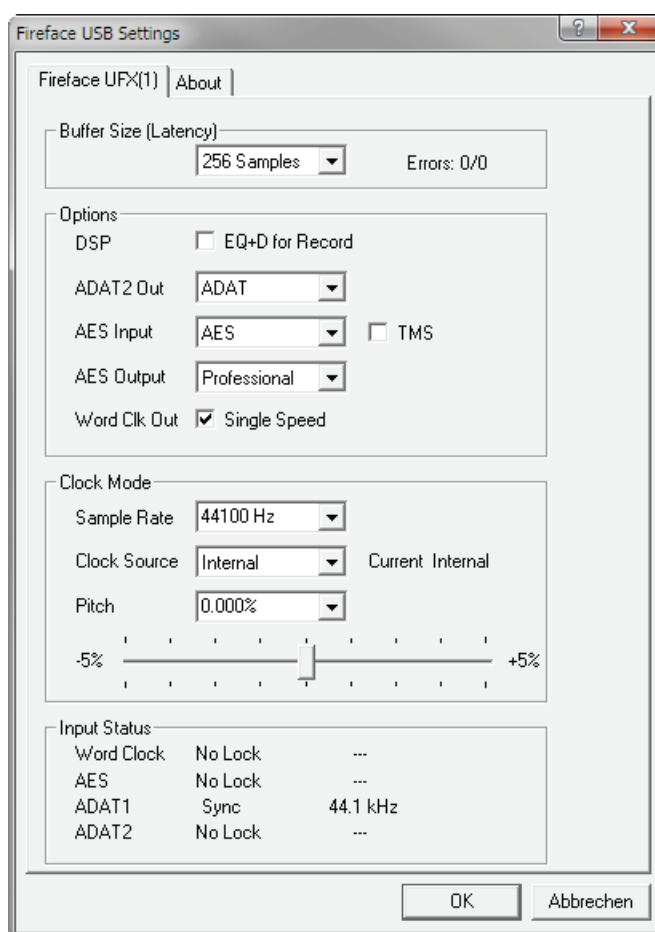 Fireface USB Settings
Fireface UFX(1) About
Buffer Size (Latency)
256 Samples Errors: 0/0
Options
DSP EQ+D for Record
ADAT2 Out ADAT
AES Input AES TMS
AES Output Professional
Word Clk Out Single Speed
Clock Mode
Sample Rate 44100 Hz
Clock Source Internal Current Internal
Pitch 0.000%
-5% +5%
Input Status
Word Clock No Lock ---
AES No Lock ---
ADAT1 Sync 44.1 kHz
ADAT2 No Lock ---
OK Abbrechen